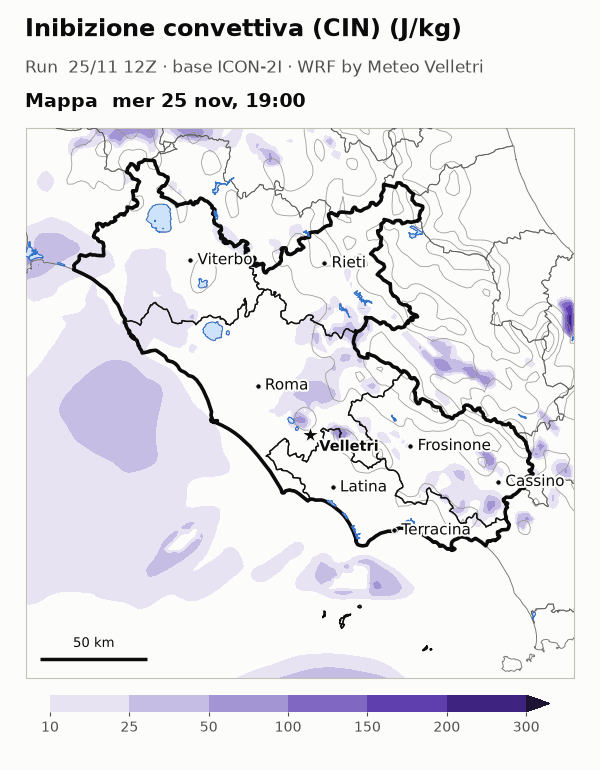 Inibizione convettiva (CIN) (J/kg)
Run 25/11 12Z · base ICON-2I · WRF by Meteo Velletri
Mappa mer 25 nov, 19:00
Viterbo
Rieti
Roma
Velletri
Frosinone
Cassino
Latina
Terracina
50 km
10 25 50 100 150 200 300